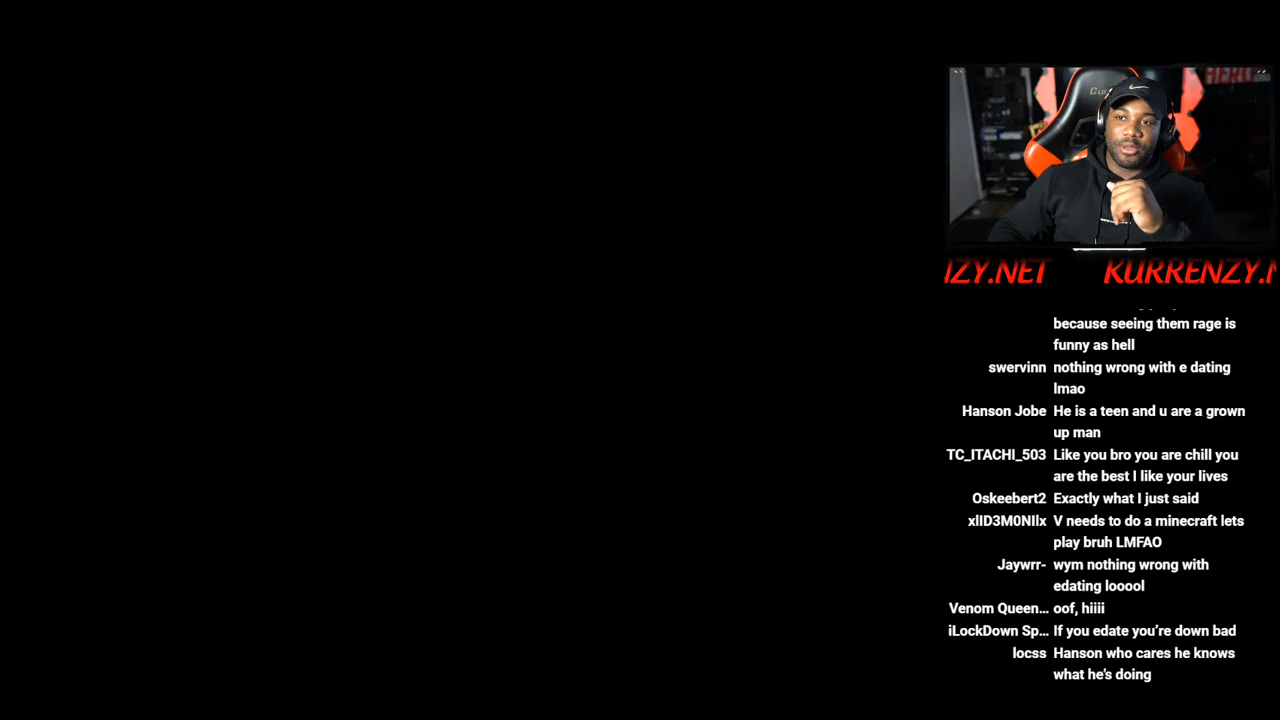 HERO
IZY.NET KURRENZY.N
because seeing them rage is
funny as hell
swervinn nothing wrong with e dating
lmao
Hanson Jobe He is a teen and u are a grown
up man
TC_ITACHI_503 Like you bro you are chill you
are the best I like your lives
Oskeebert2 Exactly what I just said
xlID3M0NIlx V needs to do a minecraft lets
play bruh LMFAO
Jaywrr- wym nothing wrong with
edating looool
Venom Queen... oof, hiiii
iLockDown Sp... If you edate you’re down bad
locss Hanson who cares he knows
what he's doing